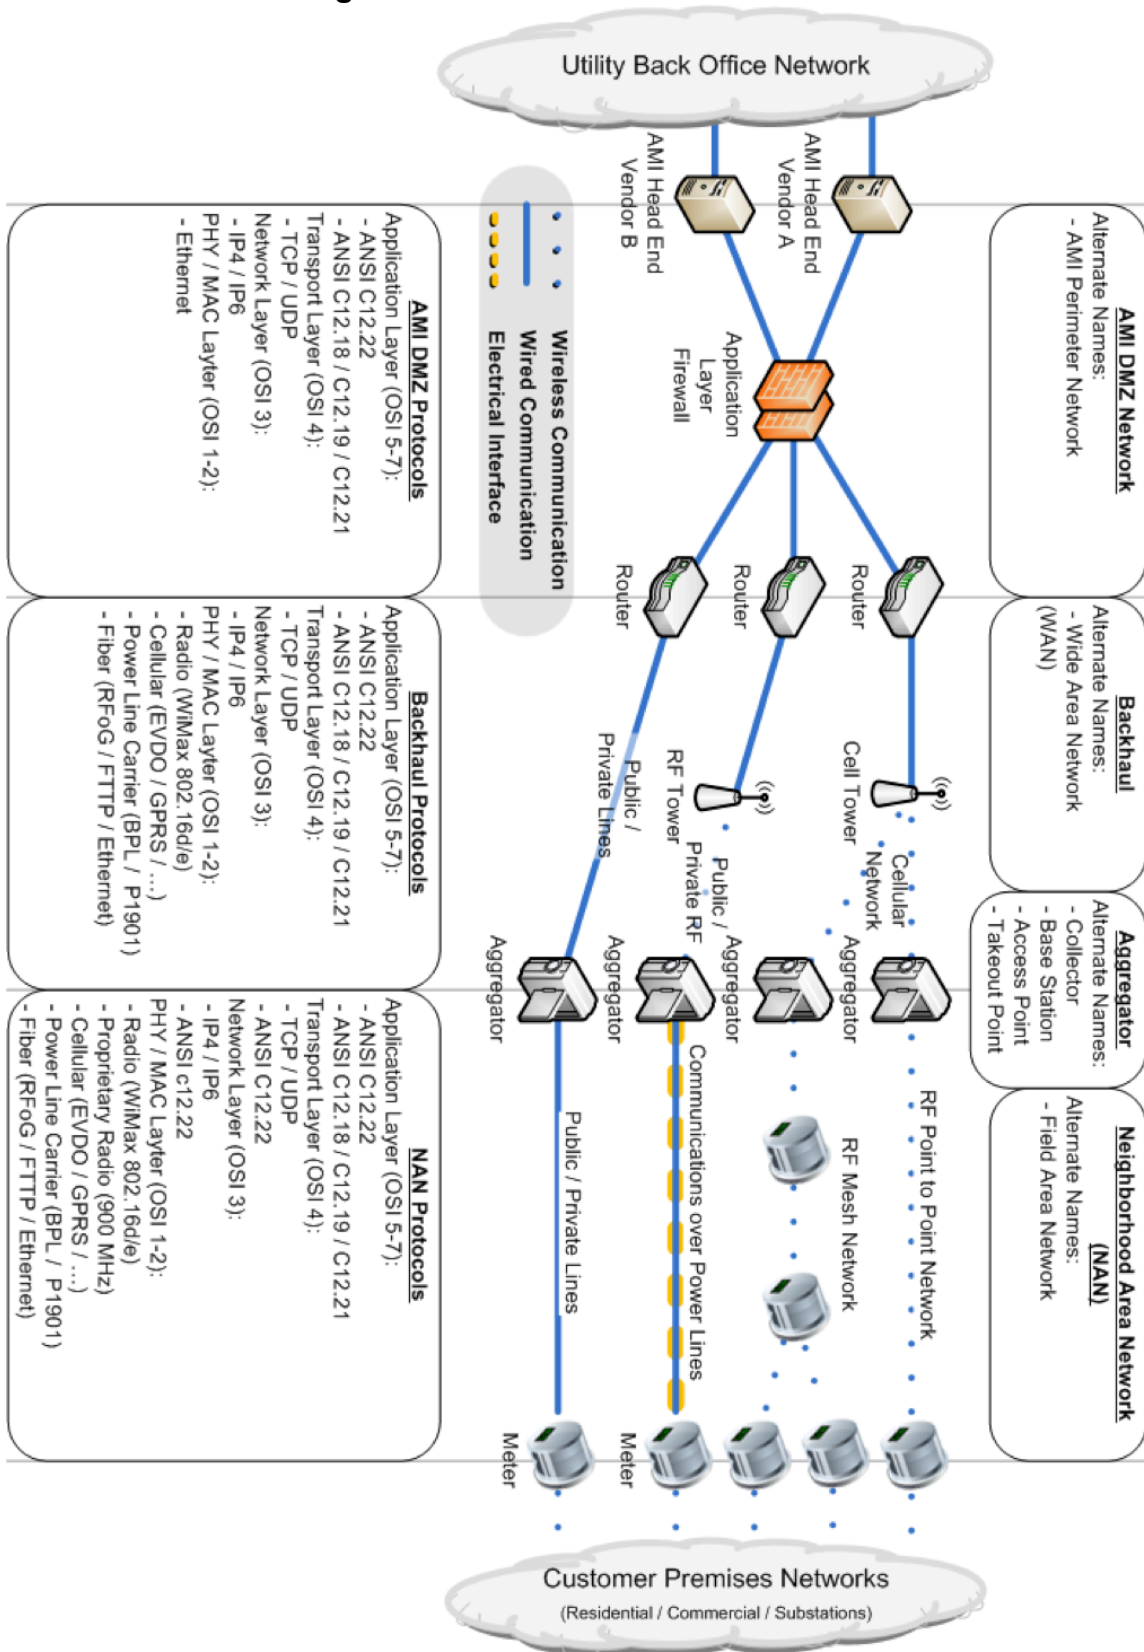 Utility Back Office Network
AMI Head End
Vendor B
AMI Head End
Vendor A
Application
Layer
Firewall
Router
Router
Router
Public /
Private Lines
RF Tower
Cell Tower
Public /
Private RF
Cellular
Network
Aggregator
Aggregator
Aggregator
Aggregator
Public / Private Lines
Communications over Power Lines
RF Mesh Network
RF Point to Point Network
Meter
Meter
Customer Premises Networks
(Residential / Commercial / Substations)
Wireless Communication
Wired Communication
Electrical Interface
AMI DMZ Network
Alternate Names:
- AMI Perimeter Network
Backhaul
Alternate Names:
- Wide Area Network
(WAN)
Aggregator
Alternate Names:
- Collector
- Base Station
- Access Point
- Takeout Point
Neighborhood Area Network
(NAN)
Alternate Names:
- Field Area Network
AMI DMZ Protocols
Application Layer (OSI 5-7):
- ANSI C12.22
- ANSI C12.18 / C12.19 / C12.21
Transport Layer (OSI 4):
- TCP / UDP
Network Layer (OSI 3):
- IP4 / IP6
PHY / MAC Layter (OSI 1-2):
- Ethernet
Backhaul Protocols
Application Layer (OSI 5-7):
- ANSI C12.22
- ANSI C12.18 / C12.19 / C12.21
Transport Layer (OSI 4):
- TCP / UDP
Network Layer (OSI 3):
- IP4 / IP6
PHY / MAC Layter (OSI 1-2):
- Radio (WiMax 802.16d/e)
- Cellular (EVDO / GPRS / ...)
- Power Line Carrier (BPL / P1901)
- Fiber (RFoG / FTTP / Ethernet)
NAN Protocols
Application Layer (OSI 5-7):
- ANSI C12.22
- ANSI C12.18 / C12.19 / C12.21
Transport Layer (OSI 4):
- TCP / UDP
- ANSI C12.22
Network Layer (OSI 3):
- IP4 / IP6
- ANSI c12.22
PHY / MAC Layter (OSI 1-2):
- Radio (WiMax 802.16d/e)
- Proprietary Radio (900 MHz)
- Cellular (EVDO / GPRS / ...)
- Power Line Carrier (BPL / P1901)
- Fiber (RFoG / FTTP / Ethernet)